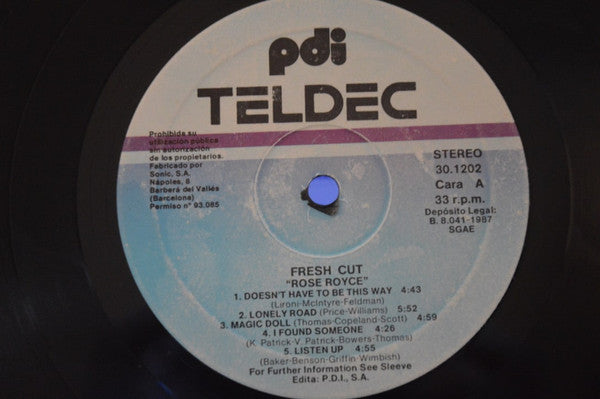 pdi
TELDEC
Prohibida su
utilización pública
sin autorización
de los propietarios.
Fabricado por
Sonic, S.A.
Nápoles, 8
Barberá del Vallés
(Barcelona)
Permiso nº 93.085
STEREO
30.1202
Cara A
33 r.p.m.
Depósito Legal:
B. 8.041-1987
SGAE
FRESH CUT
"ROSE ROYCE"
1. DOESN'T HAVE TO BE THIS WAY 4:43
(Lironi-McIntyre-Feldman)
2. LONELY ROAD (Price-Williams) 5:52
3. MAGIC DOLL (Thomas-Copeland-Scott) 4:59
4. I FOUND SOMEONE 4:26
(K. Patrick-V. Patrick-Bowers-Thomas)
5. LISTEN UP 4:55
(Baker-Benson-Griffin-Wimbish)
For Further Information See Sleeve
Edita: P.D.I., S.A.